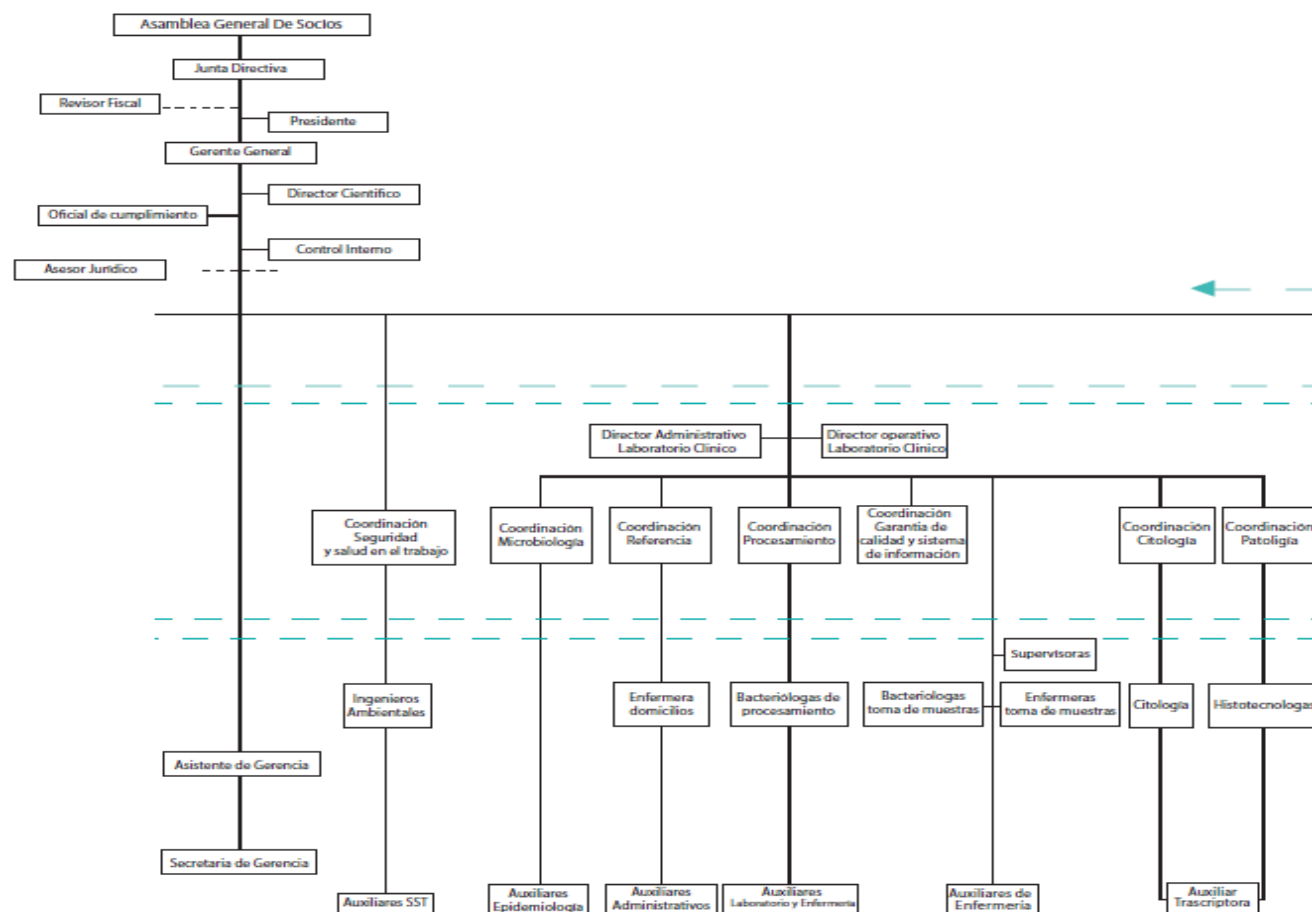 Asamblea General De Socios
Junta Directiva
Revisor Fiscal
Presidente
Gerente General
Director Científico
Oficial de cumplimiento
Control Interno
Asesor Jurídico
Director Administrativo
Laboratorio Clínico
Director operativo
Laboratorio Clínico
Coordinación
Seguridad
y salud en el trabajo
Coordinación
Microbiología
Coordinación
Referencia
Coordinación
Procesamiento
Coordinación
Garantía de
calidad y sistema
de información
Coordinación
Citología
Coordinación
Patoligía
Supervisoras
Ingenieros
Ambientales
Enfermera
domicilios
Bacteriólogas de
procesamiento
Bacteriologas
toma de muestras
Enfermeras
toma de muestras
Citología
Histotecnologas
Asistente de Gerencia
Secretaria de Gerencia
Auxiliares SST
Auxiliares
Epidemiología
Auxiliares
Administrativos
Auxiliares
Laboratorio y Enfermería
Auxiliares de
Enfermería
Auxiliar
Trascriptora